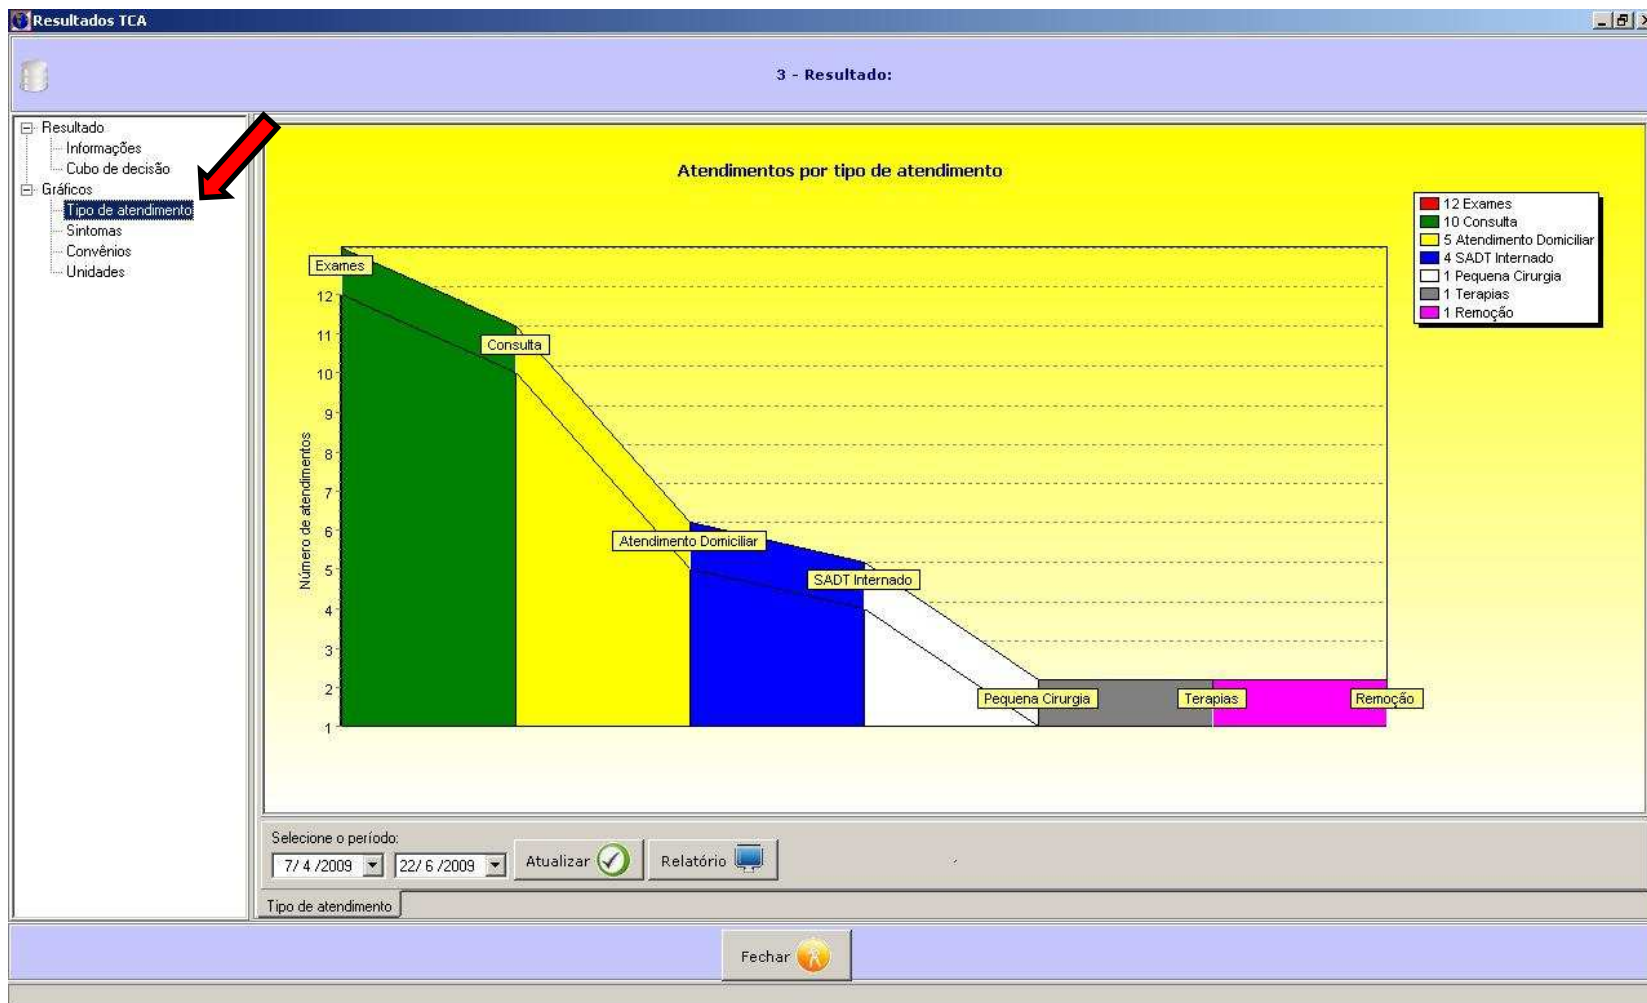 Resultados TCA
3 - Resultado:
Resultado
Informações
Cubo de decisão
Gráficos
Tipo de atendimento
Sintomas
Convênios
Unidades
Atendimentos por tipo de atendimento
12 Exames
10 Consulta
5 Atendimento Domiciliar
4 SADT Internado
1 Pequena Cirurgia
1 Terapias
1 Remoção
Número de atendimentos
12
11
10
9
8
7
6
5
4
3
2
1
Exames
Consulta
Atendimento Domiciliar
SADT Internado
Pequena Cirurgia
Terapias
Remoção
Selecione o período:
7/ 4 /2009 22/ 6 /2009 Atualizar Relatório
Tipo de atendimento
Fechar